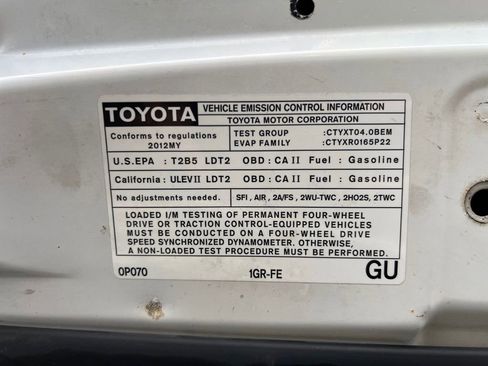 TOYOTA
VEHICLE EMISSION CONTROL INFORMATION
TOYOTA MOTOR CORPORATION
Conforms to regulations
2012MY
TEST GROUP : CTYXT04.0BEM
EVAP FAMILY : CTYXR0165P22
U.S.EPA : T2B5 LDT2 OBD : CA II Fuel : Gasoline
California : ULEVII LDT2 OBD : CA II Fuel : Gasoline
No adjustments needed. SFI , AIR , 2A/FS , 2WU-TWC , 2HO2S , 2TWC
LOADED I/M TESTING OF PERMANENT FOUR-WHEEL
DRIVE OR TRACTION CONTROL-EQUIPPED VEHICLES
MUST BE CONDUCTED ON A FOUR-WHEEL DRIVE
SPEED SYNCHRONIZED DYNAMOMETER. OTHERWISE,
A NON-LOADED TEST PROCEDURE MUST BE PERFORMED.
0P070 1GR-FE GU